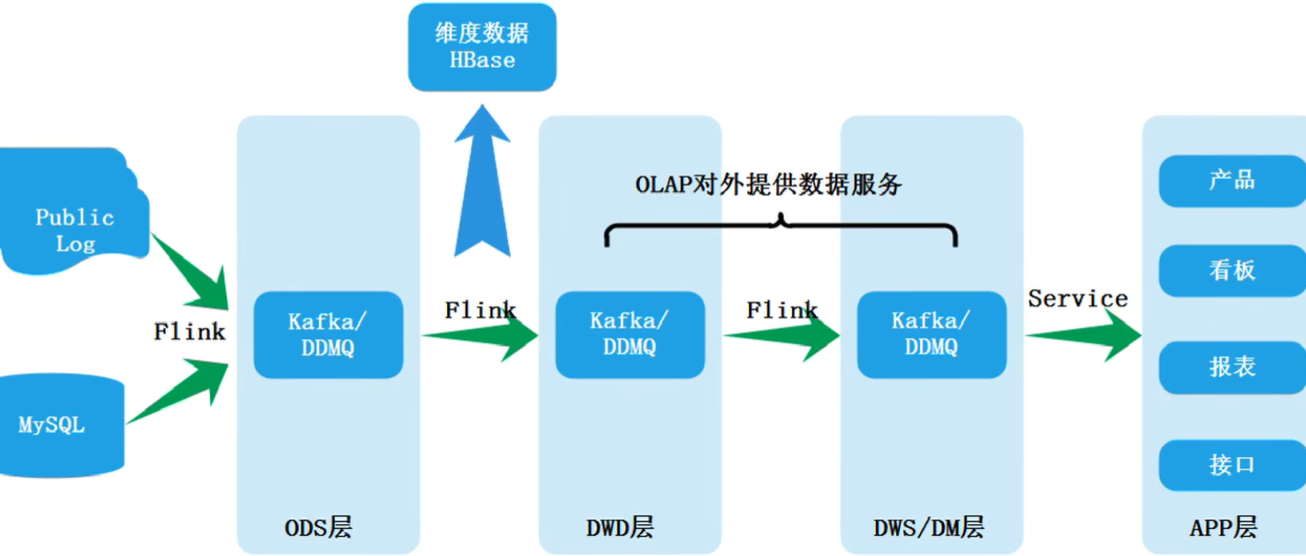 维度数据
HBase
Public
Log
MySQL
Flink
Kafka/
DDMQ
ODS层
Flink
Kafka/
DDMQ
DWD层
OLAP对外提供数据服务
Flink
Kafka/
DDMQ
DWS/DM层
Service
产品
看板
报表
接口
APP层